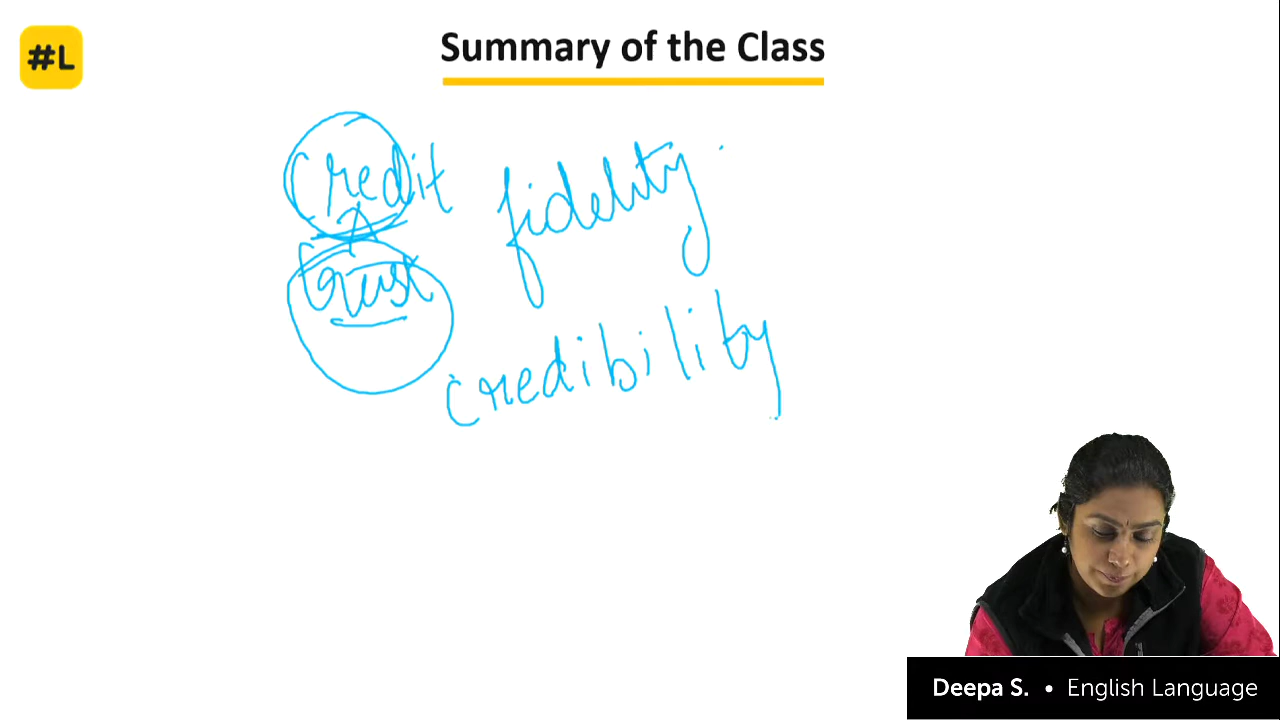 #L
Summary of the Class
Credit fidelity
trust
credibility
Deepa S. • English Language